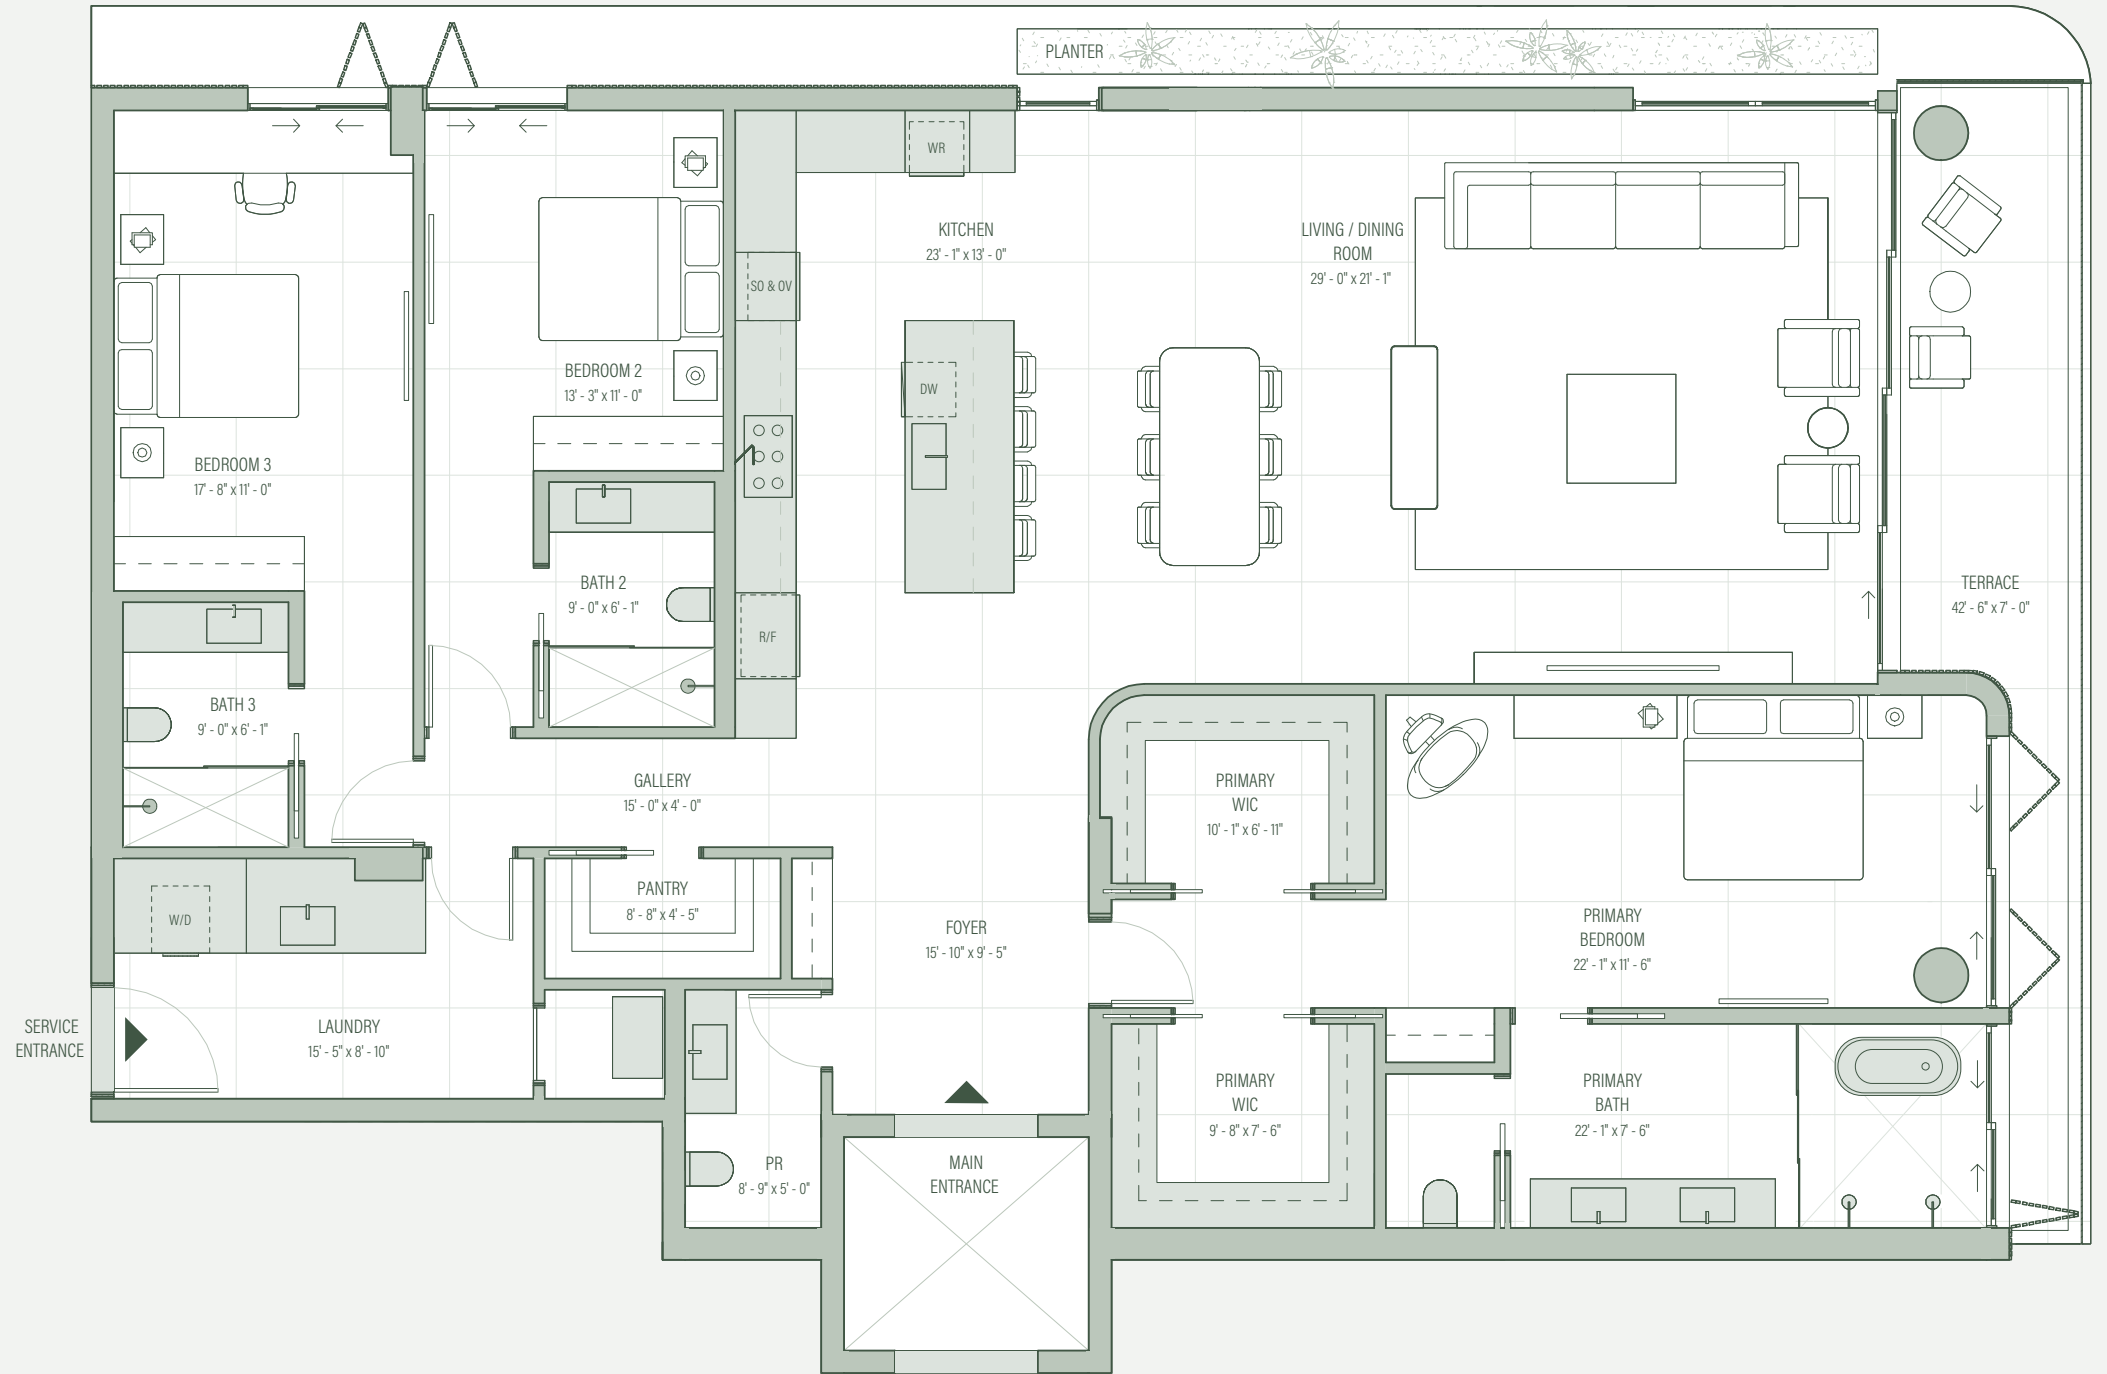 PLANTER
WR
KITCHEN
23' - 1" x 13' - 0"
LIVING / DINING
ROOM
29' - 0" x 21' - 1"
SO & OV
BEDROOM 2
13' - 3" x 11' - 0"
DW
BEDROOM 3
17' - 8" x 11' - 0"
BATH 2
9' - 0" x 6' - 1"
R/F
TERRACE
42' - 6" x 7' - 0"
BATH 3
9' - 0" x 6' - 1"
GALLERY
15' - 0" x 4' - 0"
PRIMARY
WIC
10' - 1" x 6' - 11"
PANTRY
8' - 8" x 4' - 5"
W/D
FOYER
15' - 10" x 9' - 5"
PRIMARY
BEDROOM
22' - 1" x 11' - 6"
SERVICE
ENTRANCE
LAUNDRY
15' - 5" x 8' - 10"
PRIMARY
WIC
9' - 8" x 7' - 6"
PRIMARY
BATH
22' - 1" x 7' - 6"
PR
8' - 9" x 5' - 0"
MAIN
ENTRANCE